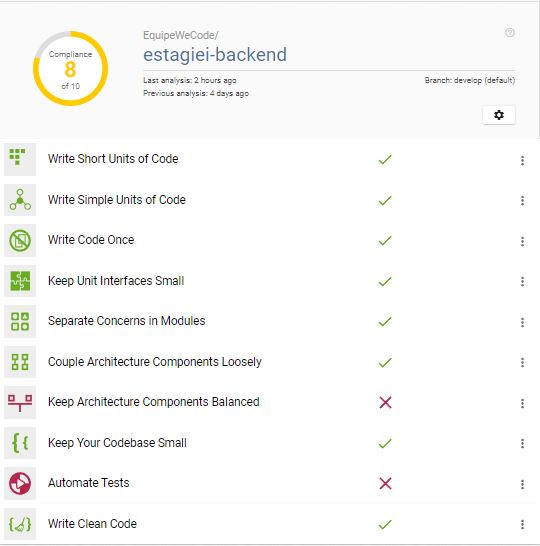 Compliance
8
of 10
EquipeWeCode/
estagiei-backend
Last analysis: 2 hours ago
Branch: develop (default)
Previous analysis: 4 days ago
Write Short Units of Code
Write Simple Units of Code
Write Code Once
Keep Unit Interfaces Small
Separate Concerns in Modules
Couple Architecture Components Loosely
Keep Architecture Components Balanced
Keep Your Codebase Small
Automate Tests
Write Clean Code